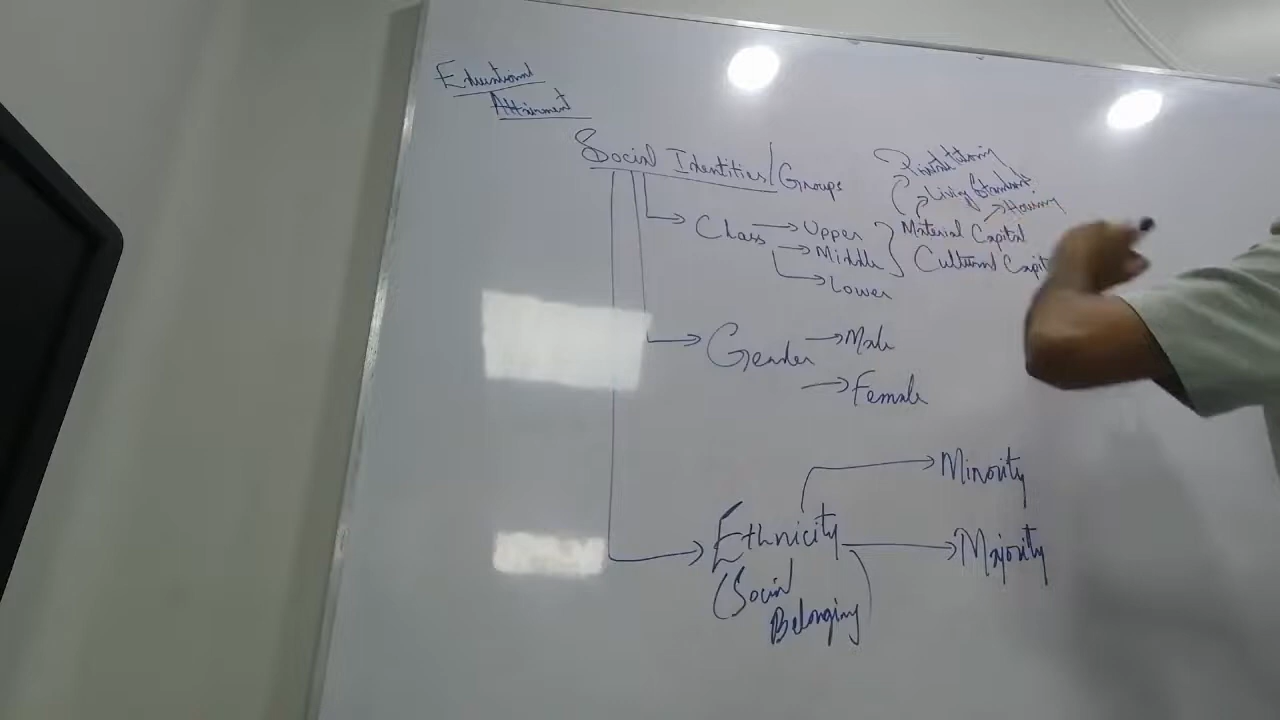 Educational
Attainment
Social Identities/Groups
Living Standard
Housing
Class → Upper
→ Middle
→ Lower
Material Capital
Cultural Capit
Gender → Male
→ Female
Ethnicity
(Social
Belonging)
→ Minority
→ Majority